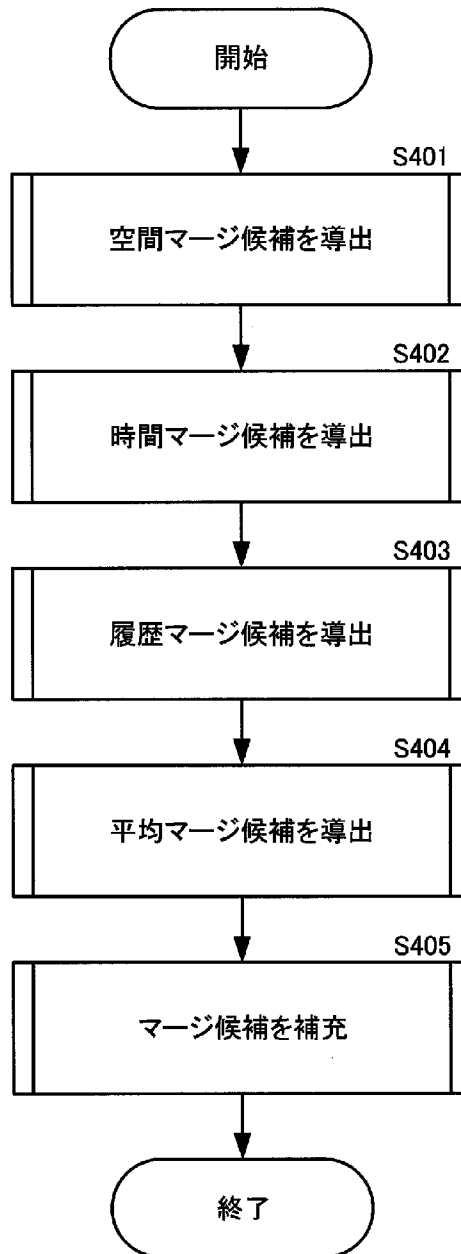 開始
S401
空間マージ候補を導出
S402
時間マージ候補を導出
S403
履歴マージ候補を導出
S404
平均マージ候補を導出
S405
マージ候補を補充
終了